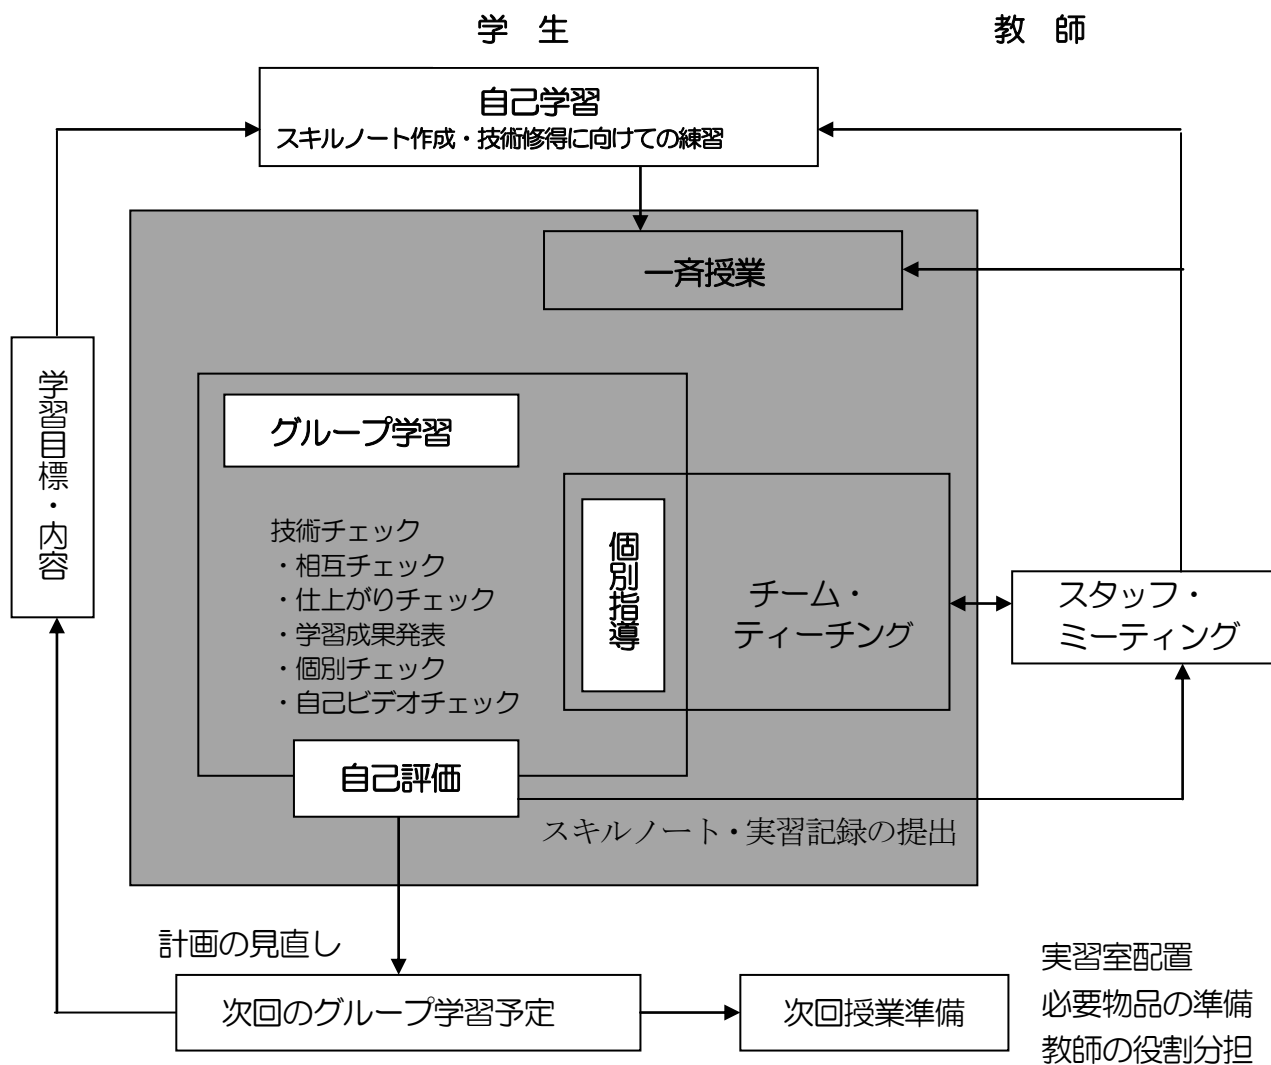 学 生
教 師
自己学習
スキルノート作成・技術修得に向けての練習
一斉授業
学習目標・内容
グループ学習
技術チェック
・相互チェック
・仕上がりチェック
・学習成果発表
・個別チェック
・自己ビデオチェック
個別指導
チーム・
ティーチング
スタッフ・
ミーティング
自己評価
スキルノート・実習記録の提出
計画の見直し
次回のグループ学習予定
次回授業準備
実習室配置
必要物品の準備
教師の役割分担